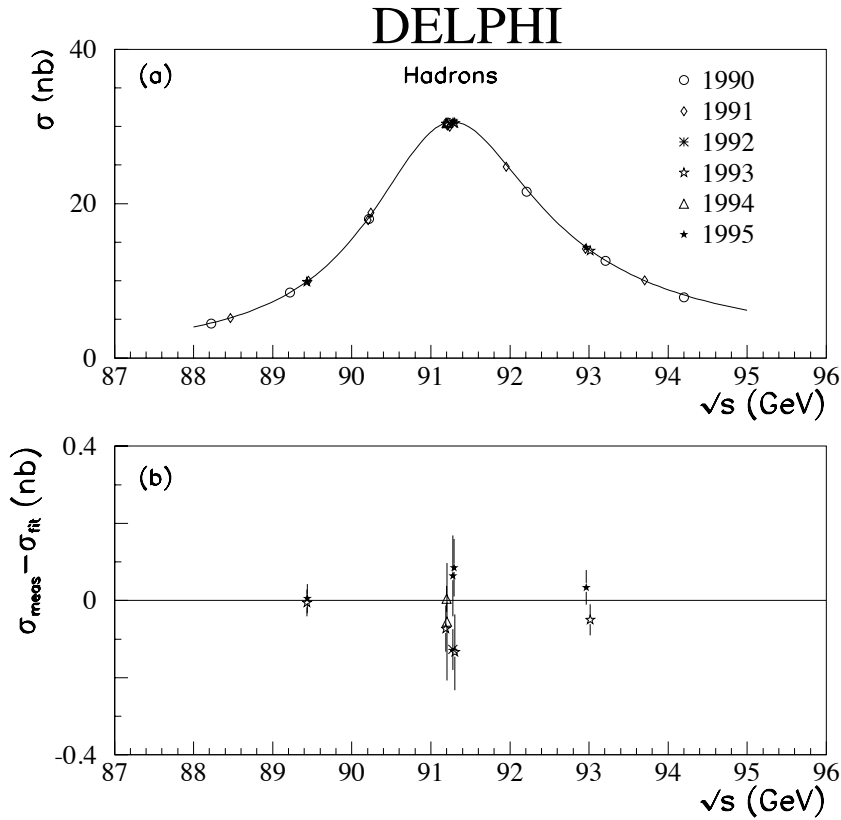 DELPHI
(a)
Hadrons
σ (nb)
40
20
0
○ 1990
◇ 1991
✳ 1992
☆ 1993
△ 1994
★ 1995
87 88 89 90 91 92 93 94 95 96
√s (GeV)
(b)
σmeas−σfit (nb)
0.4
0
-0.4
87 88 89 90 91 92 93 94 95 96
√s (GeV)